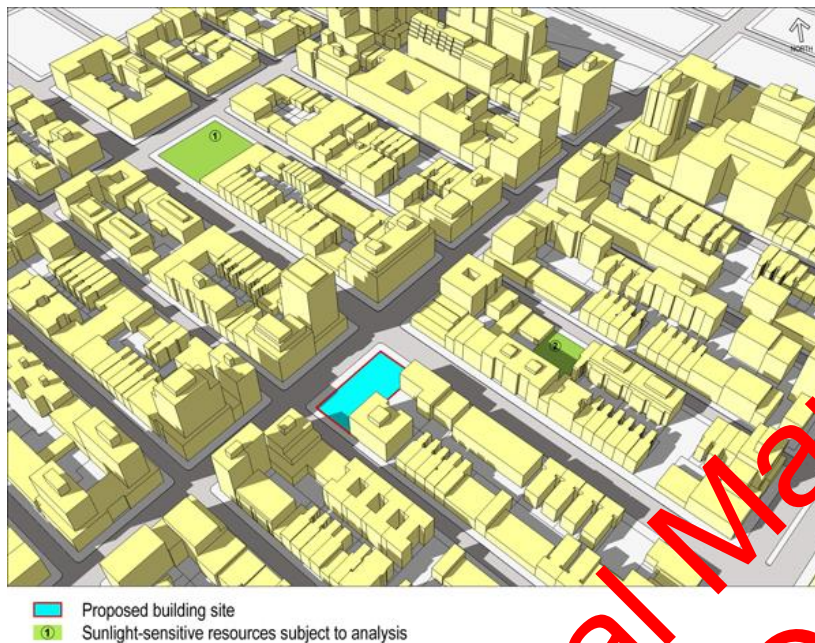 ①
NORTH
②
Proposed building site
① Sunlight-sensitive resources subject to analysis